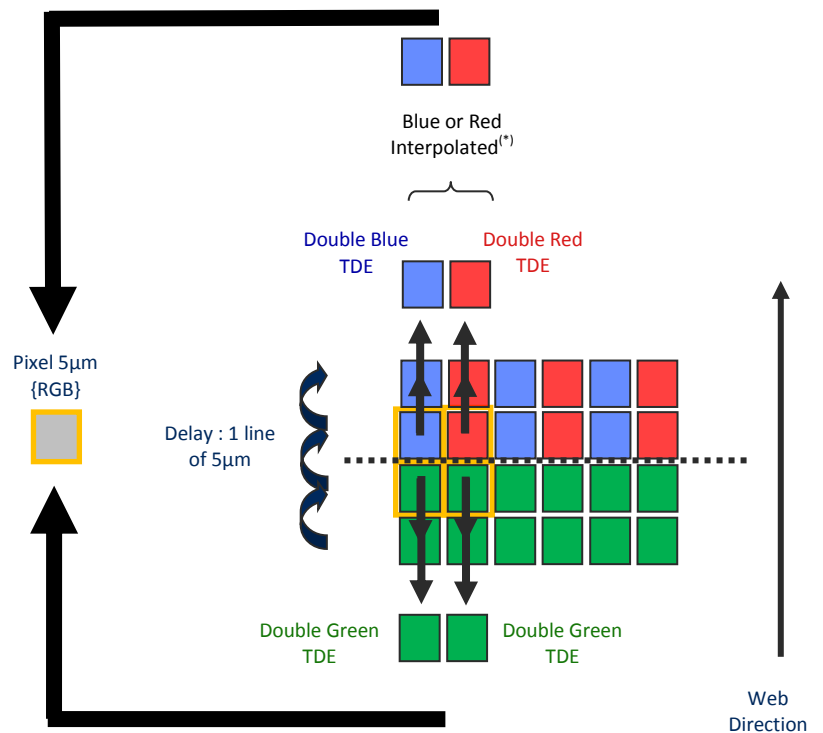 Blue or Red
Interpolated(*)
Double Blue
TDE
Double Red
TDE
Pixel 5µm
{RGB}
Delay : 1 line
of 5µm
Double Green
TDE
Double Green
TDE
Web
Direction